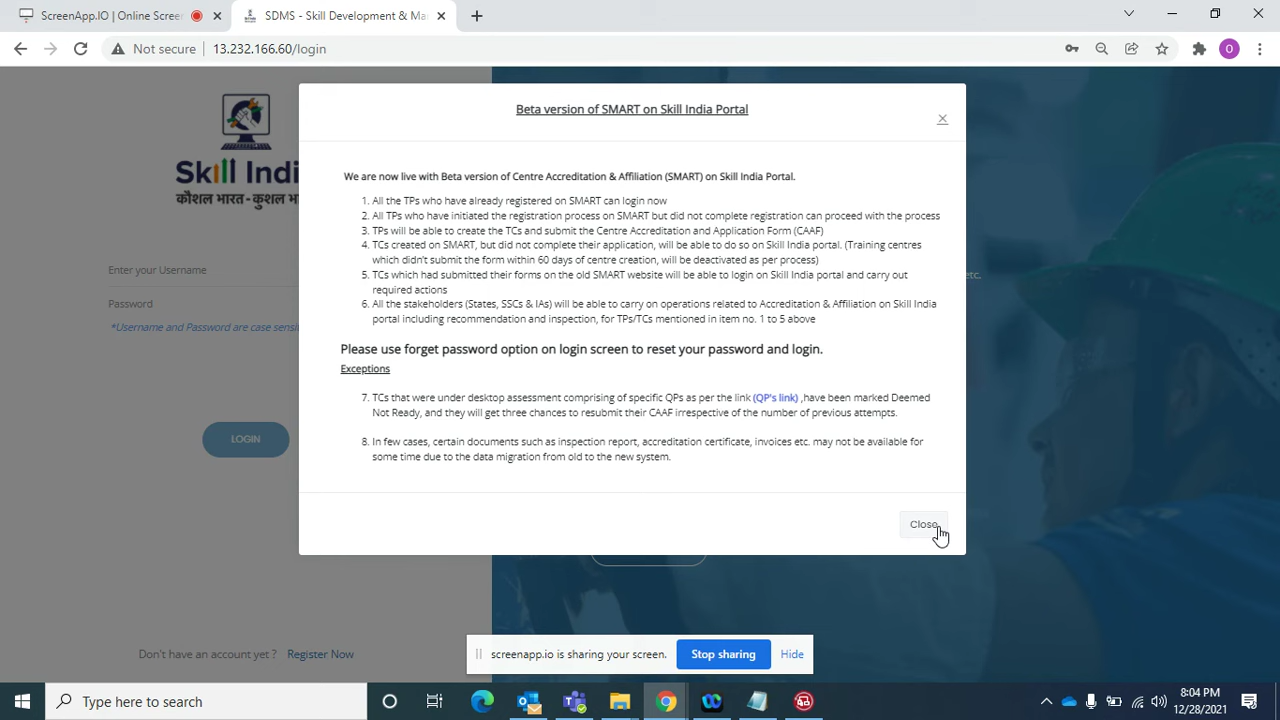 ScreenApp.IO | Online Screen
SDMS - Skill Development & Ma
Not secure
13.232.166.60/login
O
Skill Indi
कौशल भारत - कुशल भ
Enter your Username
Password
*Username and Password are case sensi
LOGIN
Don't have an account yet ? Register Now
etc.
Beta version of SMART on Skill India Portal
×
We are now live with Beta version of Centre Accreditation & Affiliation (SMART) on Skill India Portal.
1. All the TPs who have already registered on SMART can login now
2. All TPs who have initiated the registration process on SMART but did not complete registration can proceed with the process
3. TPs will be able to create the TCs and submit the Centre Accreditation and Application Form (CAAF)
4. TCs created on SMART, but did not complete their application, will be able to do so on Skill India portal. (Training centres
which didn't submit the form within 60 days of centre creation, will be deactivated as per process)
5. TCs which had submitted their forms on the old SMART website will be able to login on Skill India portal and carry out
required actions
6. All the stakeholders (States, SSCs & IAs) will be able to carry on operations related to Accreditation & Affiliation on Skill India
portal including recommendation and inspection, for TPs/TCs mentioned in item no. 1 to 5 above
Please use forget password option on login screen to reset your password and login.
Exceptions
7. TCs that were under desktop assessment comprising of specific QPs as per the link (QP's link) ,have been marked Deemed
Not Ready, and they will get three chances to resubmit their CAAF irrespective of the number of previous attempts.
8. In few cases, certain documents such as inspection report, accreditation certificate, invoices etc. may not be available for
some time due to the data migration from old to the new system.
Close
screenapp.io is sharing your screen.
Stop sharing
Hide
Type here to search
8:04 PM
12/28/2021